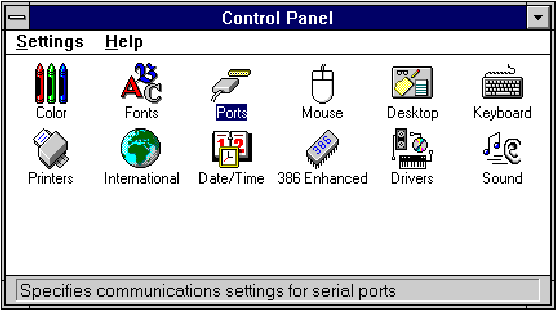 Control Panel
Settings Help
Color Fonts Ports Mouse Desktop Keyboard
Printers International Date/Time 386 Enhanced Drivers Sound
Specifies communications settings for serial ports